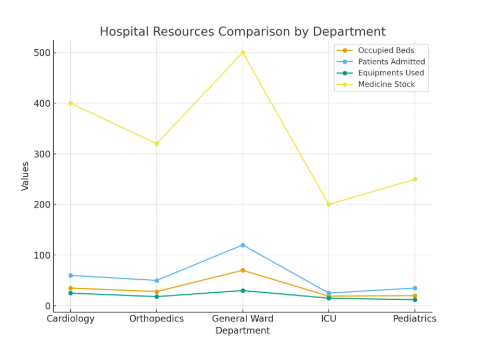 Hospital Resources Comparison by Department
Occupied Beds
Patients Admitted
Equipments Used
Medicine Stock
500
400
300
200
100
0
Values
Cardiology Orthopedics General Ward ICU Pediatrics
Department